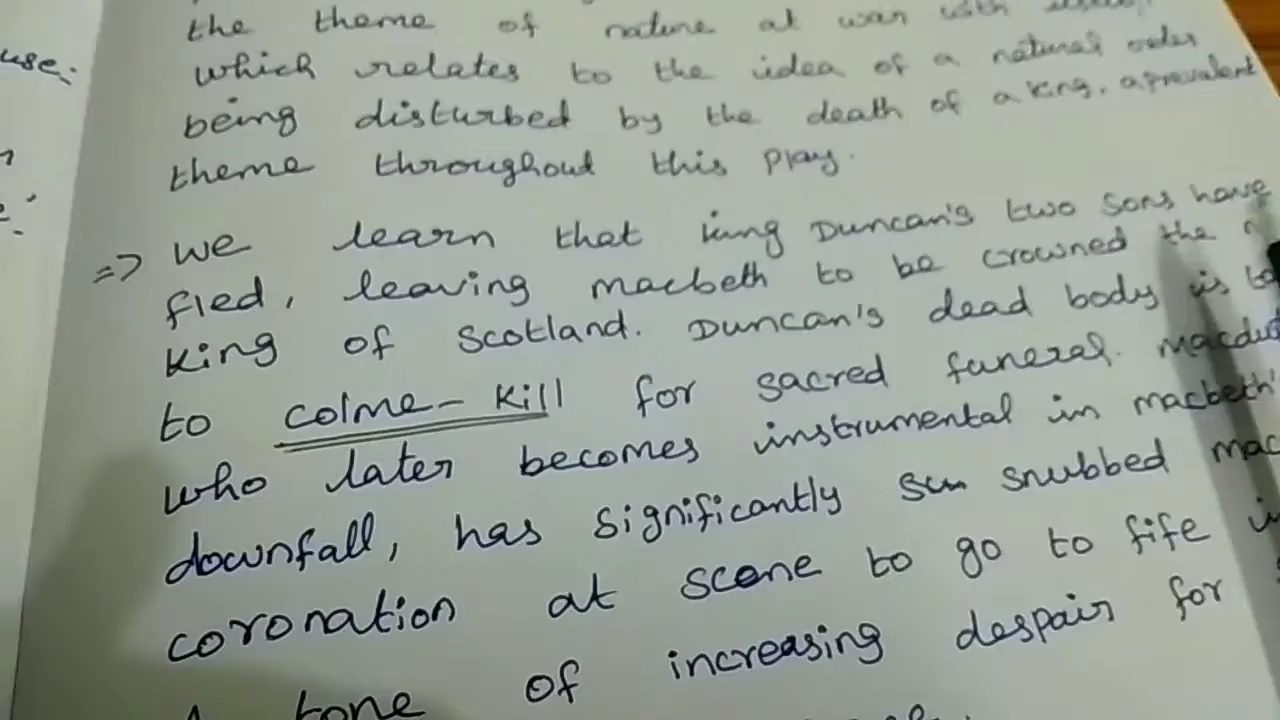 use:
the theme of nature at war with
which relates to the idea of a natural order
being disturbed by the death of a king. a prevalent
theme throughout this play.
=> We learn that king Duncan's two sons have
fled, leaving macbeth to be crowned the
King of Scotland. Duncan's dead body is
to colme-kill for sacred funeral.
who later becomes instrumental in macbeth'
downfall, has significantly snubbed
coronation at scone to go to fife
A tone of increasing despair for